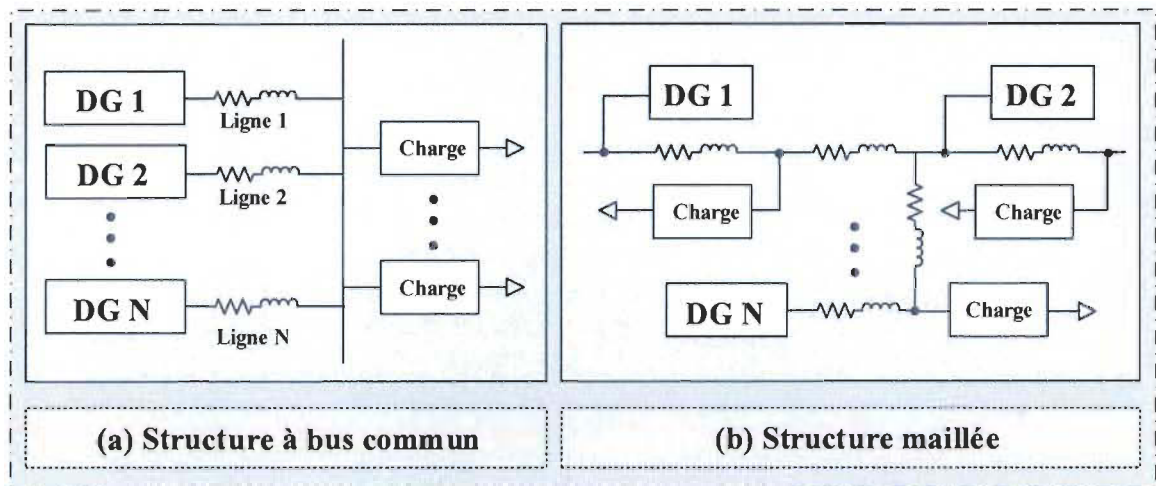 DG 1
Ligne 1
DG 2
Ligne 2
DG N
Ligne N
Charge
Charge
DG 1
DG 2
Charge
Charge
DG N
Charge
(a) Structure à bus commun
(b) Structure maillée